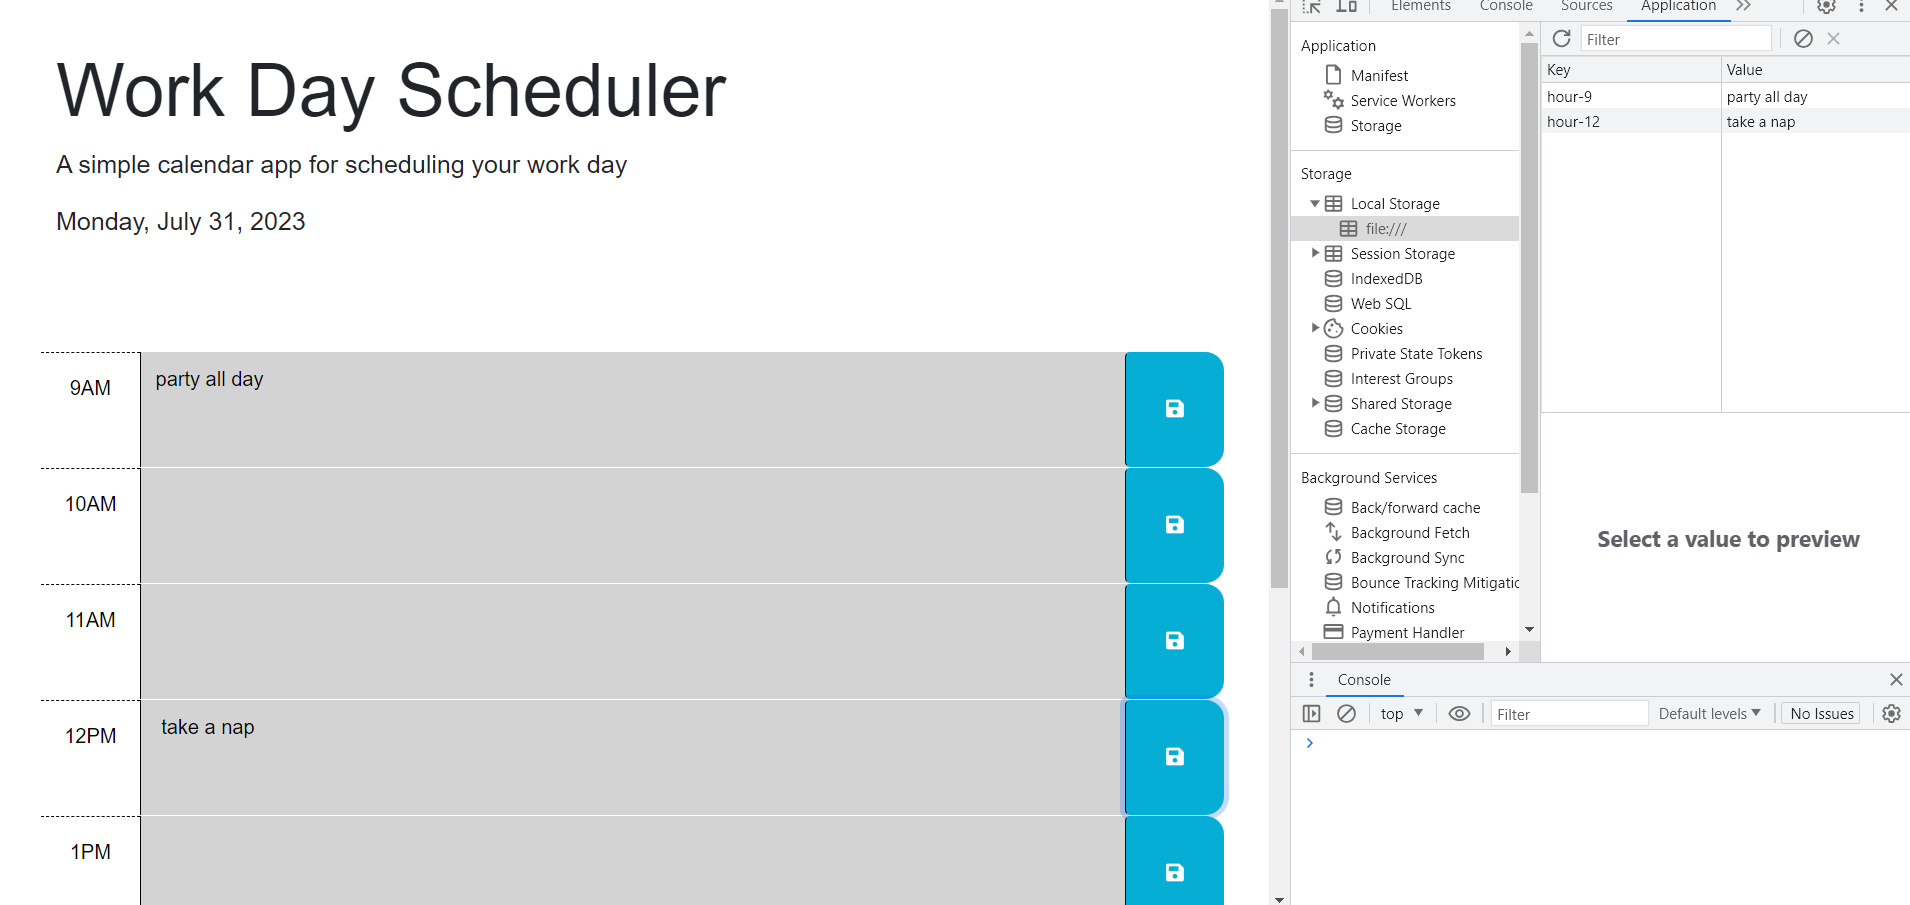 Work Day Scheduler
A simple calendar app for scheduling your work day
Monday, July 31, 2023
9AM party all day
10AM
11AM
12PM take a nap
1PM
Elements Console Sources Application
Application
Manifest
Service Workers
Storage
Storage
Local Storage
file:///
Session Storage
IndexedDB
Web SQL
Cookies
Private State Tokens
Interest Groups
Shared Storage
Cache Storage
Background Services
Back/forward cache
Background Fetch
Background Sync
Bounce Tracking Mitigatic
Notifications
Payment Handler
Filter
Key Value
hour-9 party all day
hour-12 take a nap
Select a value to preview
Console
top Filter Default levels No Issues